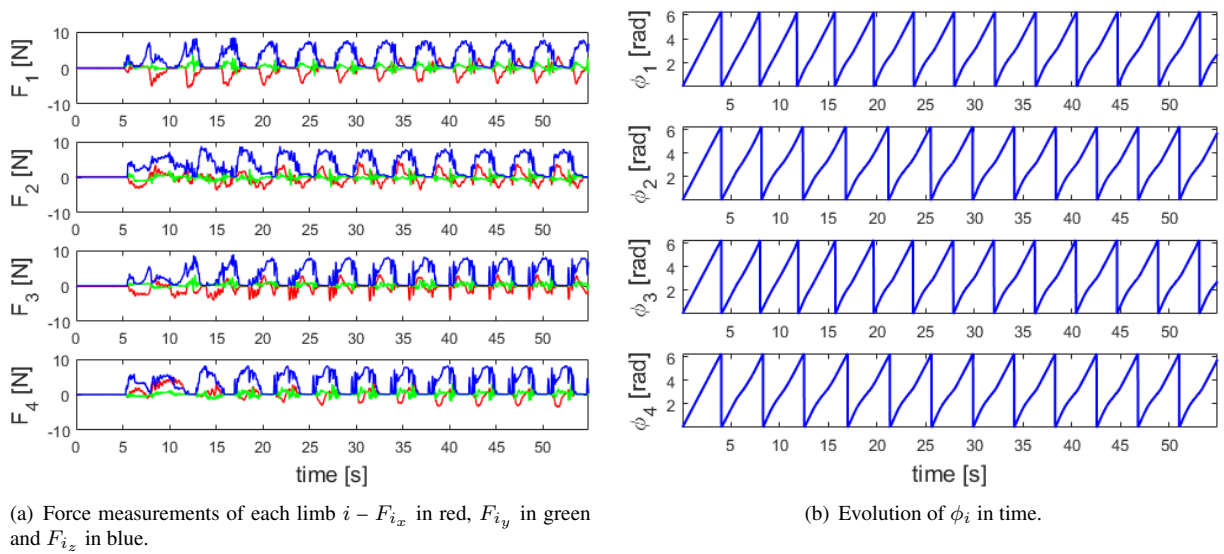 F1 [N]
10
0
-10
0 5 10 15 20 25 30 35 40 45 50
F2 [N]
10
0
-10
0 5 10 15 20 25 30 35 40 45 50
F3 [N]
10
0
-10
0 5 10 15 20 25 30 35 40 45 50
F4 [N]
10
0
-10
0 5 10 15 20 25 30 35 40 45 50
time [s]
(a) Force measurements of each limb i – Fix in red, Fiy in green
and Fiz in blue.
ϕ1 [rad]
6
4
2
5 10 15 20 25 30 35 40 45 50
ϕ2 [rad]
6
4
2
5 10 15 20 25 30 35 40 45 50
ϕ3 [rad]
6
4
2
5 10 15 20 25 30 35 40 45 50
ϕ4 [rad]
6
4
2
5 10 15 20 25 30 35 40 45 50
time [s]
(b) Evolution of ϕi in time.